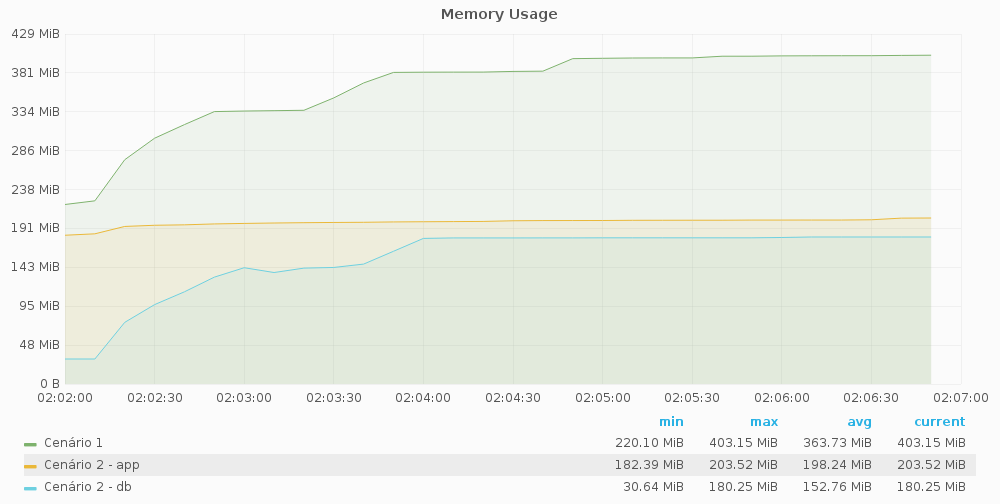 Memory Usage
429 MiB
381 MiB
334 MiB
286 MiB
238 MiB
191 MiB
143 MiB
95 MiB
48 MiB
0 B
02:02:00 02:02:30 02:03:00 02:03:30 02:04:00 02:04:30 02:05:00 02:05:30 02:06:00 02:06:30 02:07:00
min max avg current
Cenário 1 220.10 MiB 403.15 MiB 363.73 MiB 403.15 MiB
Cenário 2 - app 182.39 MiB 203.52 MiB 198.24 MiB 203.52 MiB
Cenário 2 - db 30.64 MiB 180.25 MiB 152.76 MiB 180.25 MiB